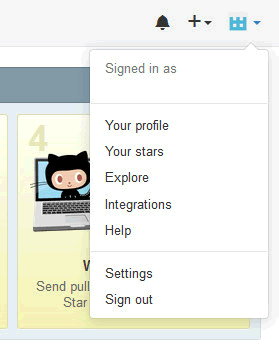 Signed in as
Your profile
Your stars
Explore
Integrations
Help
Settings
Sign out
4
W
Send pull
Star